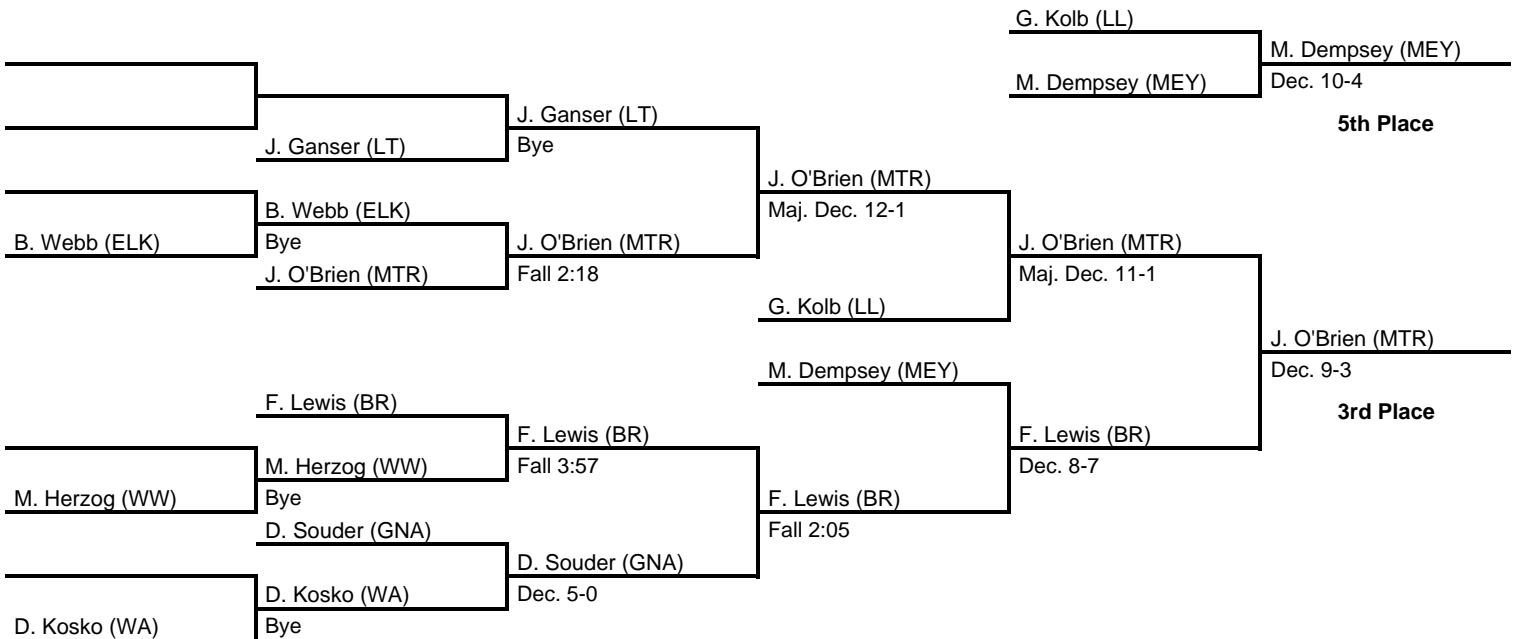 G. Kolb (LL)
M. Dempsey (MEY)
M. Dempsey (MEY)
Dec. 10-4
J. Ganser (LT)
5th Place
J. Ganser (LT)
Bye
J. O'Brien (MTR)
B. Webb (ELK)
Maj. Dec. 12-1
B. Webb (ELK)
Bye
J. O'Brien (MTR)
J. O'Brien (MTR)
J. O'Brien (MTR)
Fall 2:18
Maj. Dec. 11-1
G. Kolb (LL)
J. O'Brien (MTR)
M. Dempsey (MEY)
Dec. 9-3
F. Lewis (BR)
3rd Place
F. Lewis (BR)
F. Lewis (BR)
M. Herzog (WW)
Fall 3:57
Dec. 8-7
M. Herzog (WW)
Bye
F. Lewis (BR)
D. Souder (GNA)
Fall 2:05
D. Souder (GNA)
D. Kosko (WA)
Dec. 5-0
D. Kosko (WA)
Bye